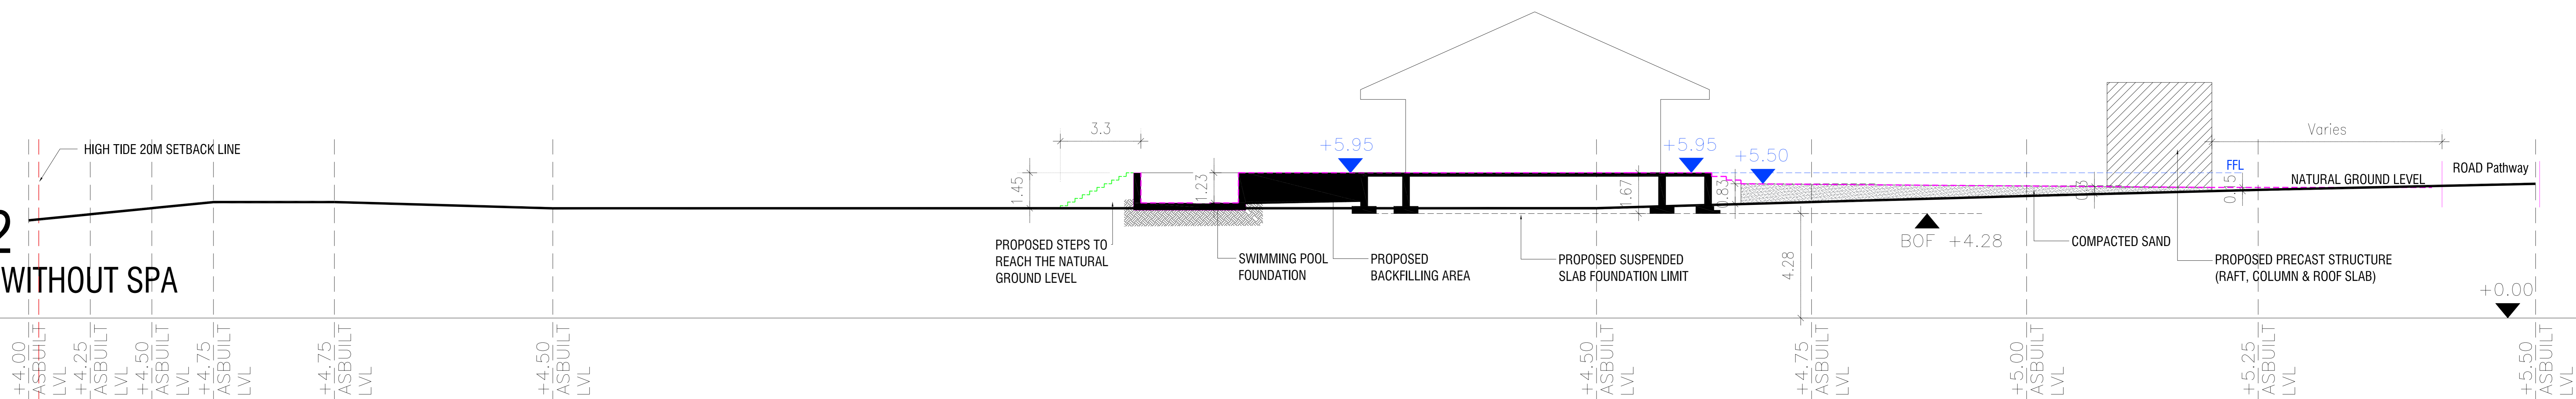 2
WITHOUT SPA
HIGH TIDE 20M SETBACK LINE
3.3
1.45
1.23
PROPOSED STEPS TO
REACH THE NATURAL
GROUND LEVEL
SWIMMING POOL
FOUNDATION
+5.95
PROPOSED
BACKFILLING AREA
PROPOSED SUSPENDED
SLAB FOUNDATION LIMIT
1.67
+5.95
0.83
+5.50
4.28
BOF +4.28
COMPACTED SAND
Varies
FFL
NATURAL GROUND LEVEL
ROAD Pathway
PROPOSED PRECAST STRUCTURE
(RAFT, COLUMN & ROOF SLAB)
+0.00
+4.00
ASBUILT
LVL
+4.25
ASBUILT
LVL
+4.50
ASBUILT
LVL
+4.75
ASBUILT
LVL
+4.75
ASBUILT
LVL
+4.50
ASBUILT
LVL
+4.50
ASBUILT
LVL
+4.75
ASBUILT
LVL
+5.00
ASBUILT
LVL
+5.25
ASBUILT
LVL
+5.50
ASBUILT
LVL